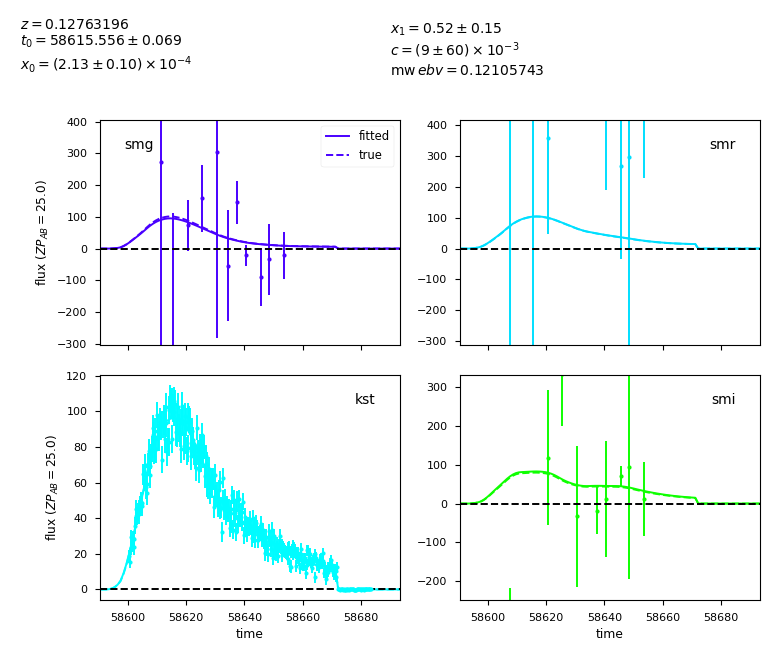 z = 0.12763196
t₀ = 58615.556 ± 0.069
x₀ = (2.13 ± 0.10) × 10⁻⁴
x₁ = 0.52 ± 0.15
c = (9 ± 60) × 10⁻³
mw ebv = 0.12105743
smg
fitted
true
400
300
200
100
0
−100
−200
−300
flux (ZP_AB = 25.0)
smr
400
300
200
100
0
−100
−200
−300
kst
120
100
80
60
40
20
0
flux (ZP_AB = 25.0)
58600 58620 58640 58660 58680
time
smi
300
200
100
0
−100
−200
58600 58620 58640 58660 58680
time